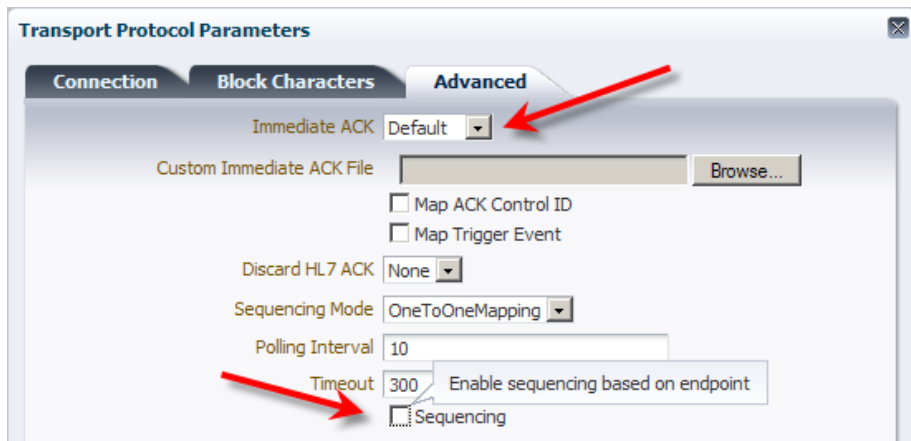 Transport Protocol Parameters
Connection Block Characters Advanced
Immediate ACK Default
Custom Immediate ACK File Browse...
Map ACK Control ID
Map Trigger Event
Discard HL7 ACK None
Sequencing Mode OneToOneMapping
Polling Interval 10
Timeout 300 Enable sequencing based on endpoint
Sequencing